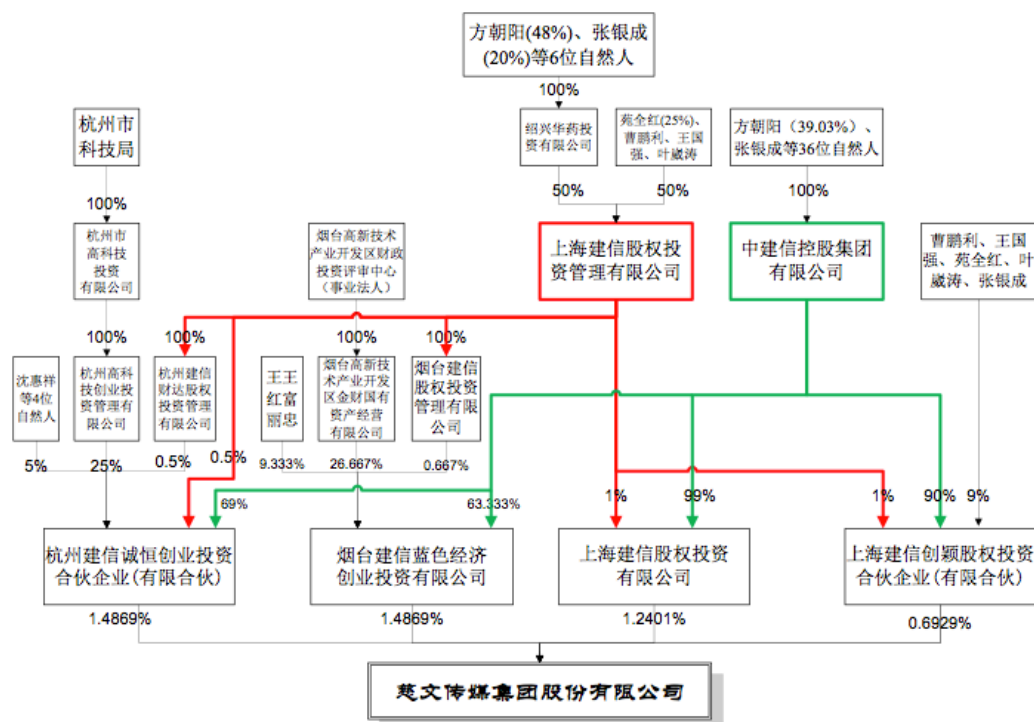 方朝阳(48%)、张银成
(20%)等6位自然人
100%
杭州市
科技局
绍兴华药投
资有限公司
苑全红(25%)、
曹鹏利、王国
强、叶崴涛
方朝阳（39.03%）、
张银成等36位自然人
50%
50%
100%
100%
杭州市
高科技
投资
有限公司
烟台高新技术
产业开发区财政
投资评审中心
（事业法人）
上海建信股权投
资管理有限公司
中建信控股集团
有限公司
曹鹏利、王国
强、苑全红、叶
崴涛、张银成
100%
100%
100%
100%
沈惠祥
等4位
自然人
杭州高科
技创业投
资管理有
限公司
杭州建信
财达股权
投资管理
有限公司
王王
红富
丽忠
烟台高新技
术产业开发
区金财国有
资产经营
有限公司
烟台建信
股权投资
管理有限
公司
5%
25%
0.5%
0.5%
9.333%
26.667%
0.667%
69%
63.333%
1%
99%
1%
90%
9%
杭州建信诚恒创业投资
合伙企业(有限合伙)
烟台建信蓝色经济
创业投资有限公司
上海建信股权投资
有限公司
上海建信创颖股权投资
合伙企业(有限合伙)
1.4869%
1.4869%
1.2401%
0.6929%
慈文传媒集团股份有限公司